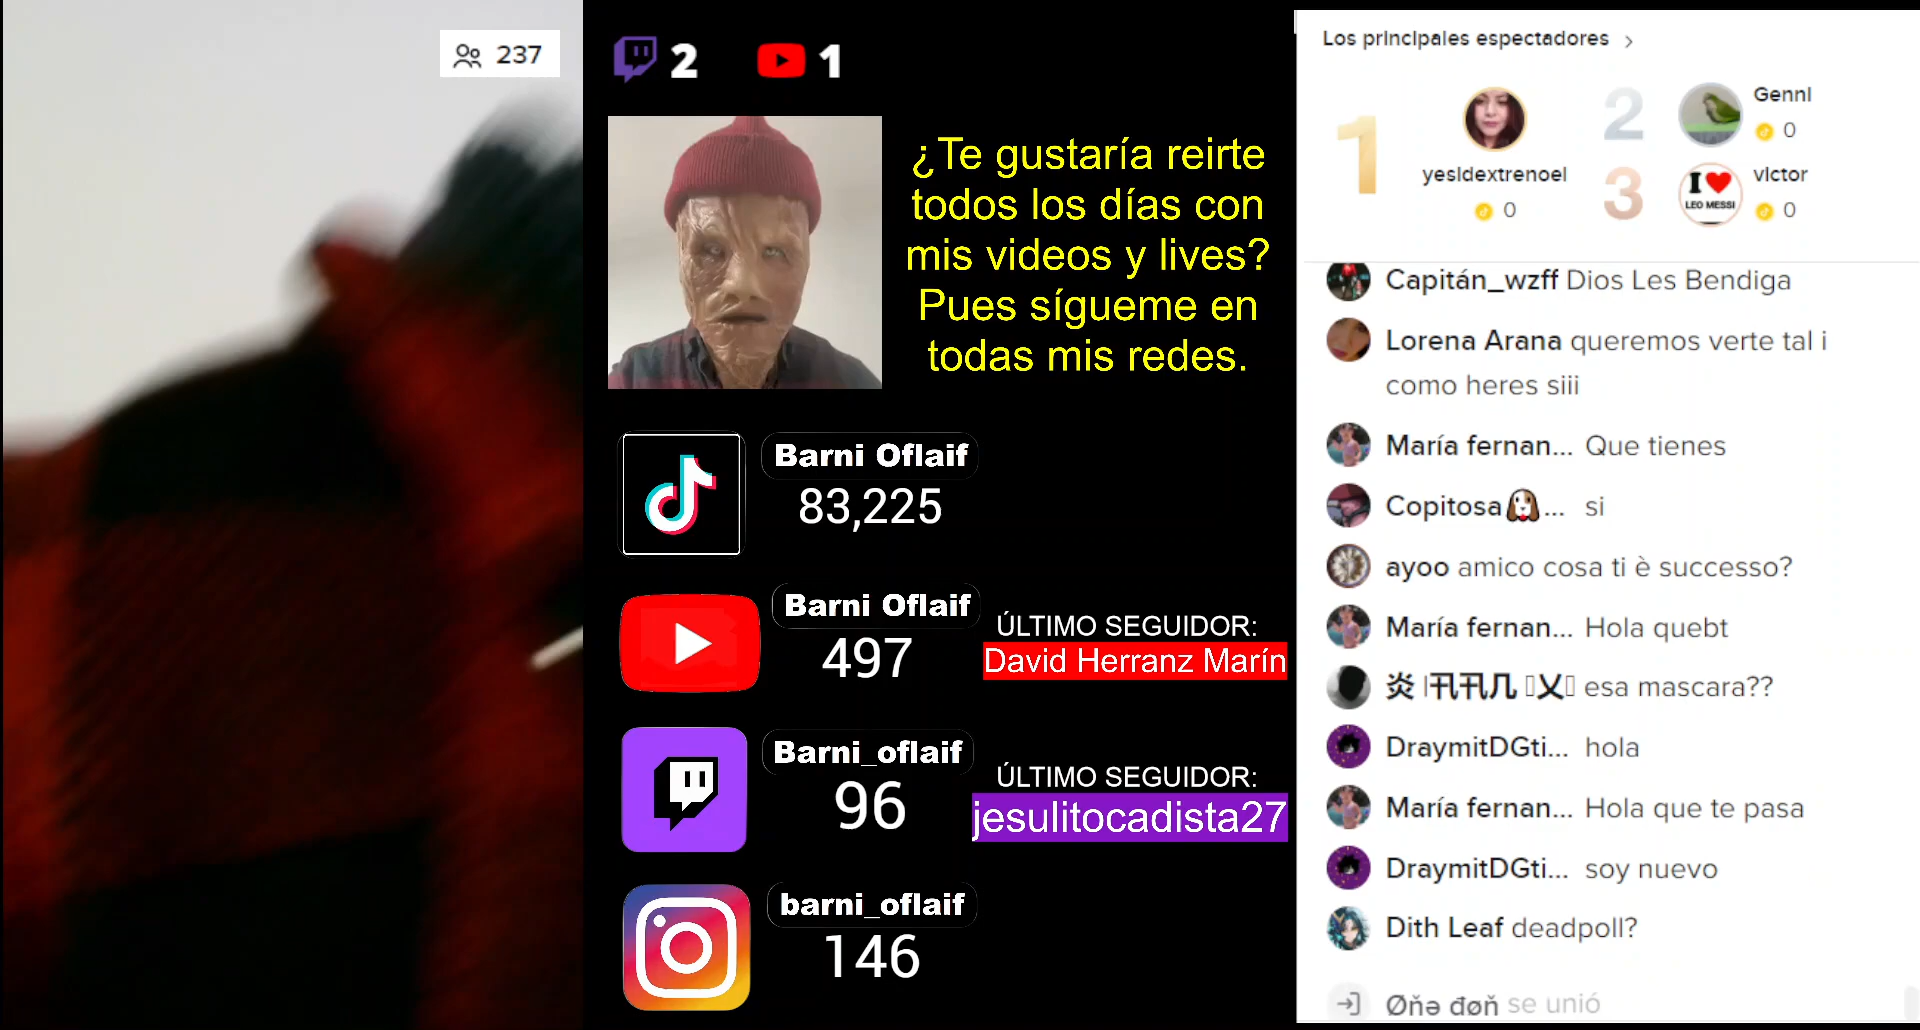 237
2
1
¿Te gustaría reirte
todos los días con
mis videos y lives?
Pues sígueme en
todas mis redes.
Barni Oflaif
83,225
Barni Oflaif
497
ÚLTIMO SEGUIDOR:
David Herranz Marín
Barni_oflaif
96
ÚLTIMO SEGUIDOR:
jesulitocadista27
barni_oflaif
146
Los principales espectadores
1
yesidextrenoel
0
2
Genni
0
3
I ❤ LEO MESSI
victor
0
Capitán_wzff Dios Les Bendiga
Lorena Arana queremos verte tal i
como heres siii
María fernan... Que tienes
Copitosa🐶... si
ayoo amico cosa ti è successo?
María fernan... Hola quebt
炎 esa mascara??
DraymitDGti... hola
María fernan... Hola que te pasa
DraymitDGti... soy nuevo
Dith Leaf deadpoll?
Øňə đøň se unió